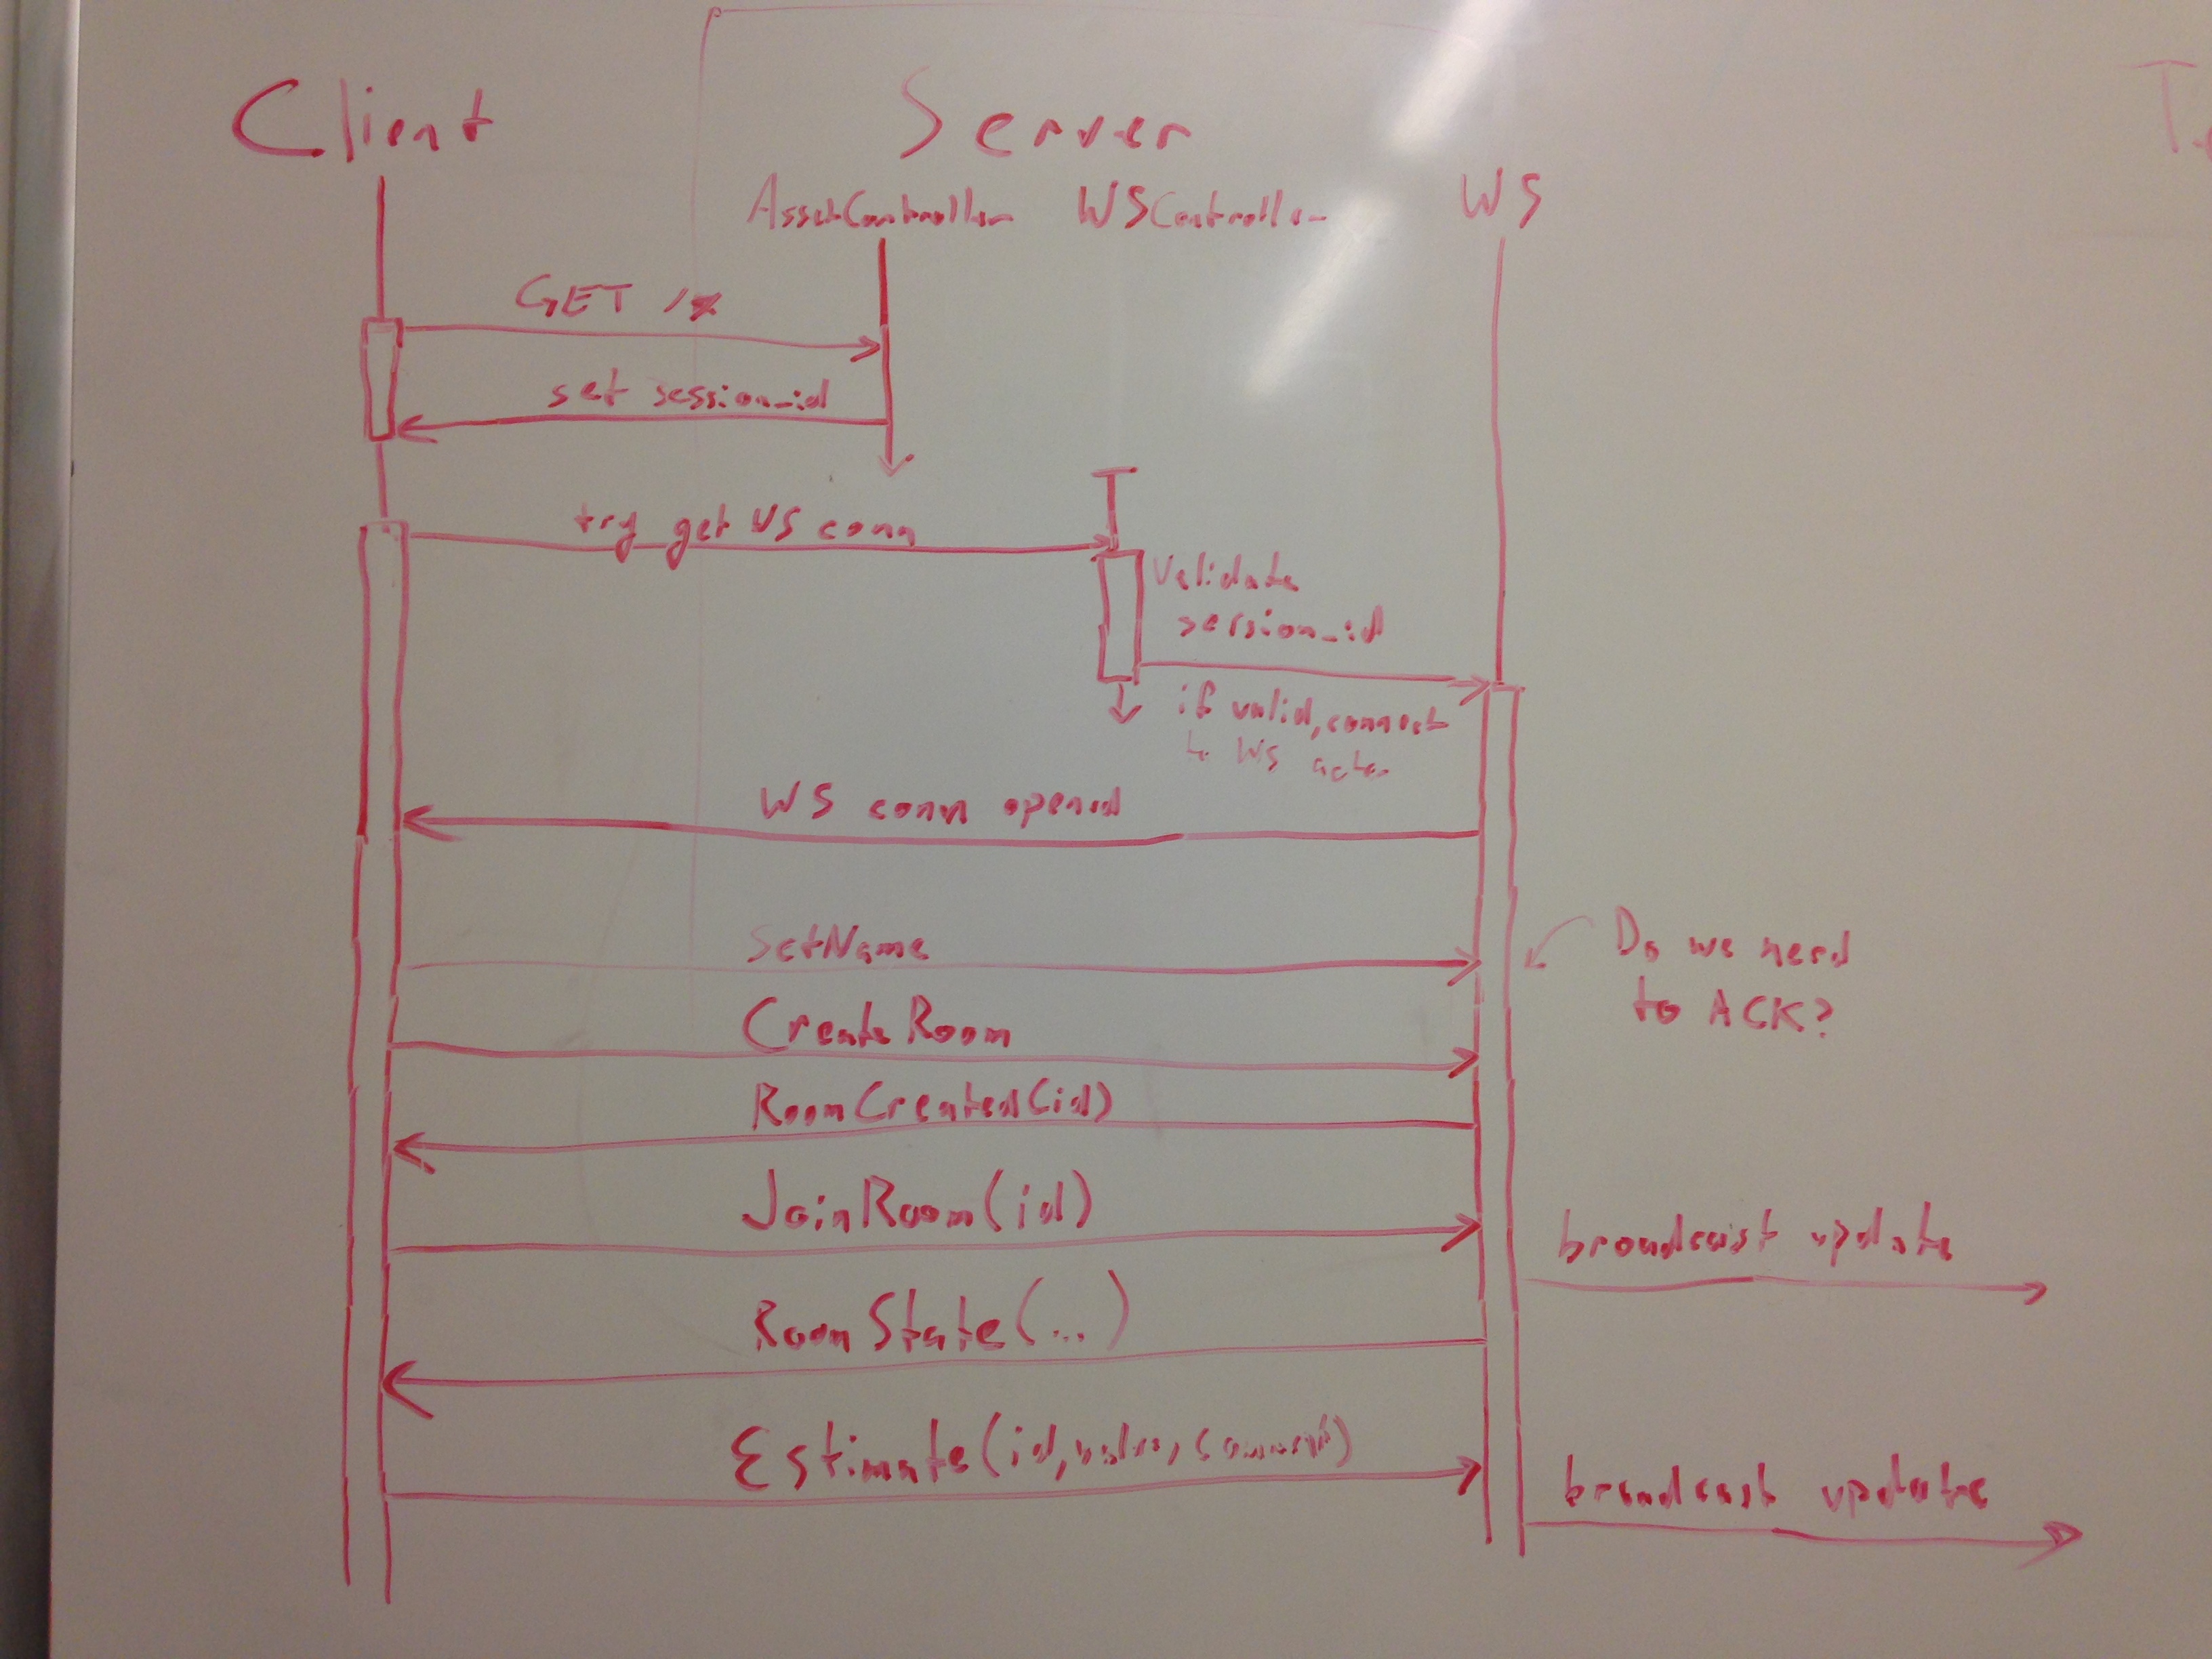 Client
Server
AssetController WSController WS
GET /*
set session_id
try get WS conn
Validate
session_id
if valid, connect
to WS actor
WS conn opened
SetName
Do we need
to ACK?
CreateRoom
RoomCreated(id)
JoinRoom(id)
broadcast update
RoomState(...)
Estimate(id, value, comment)
broadcast update